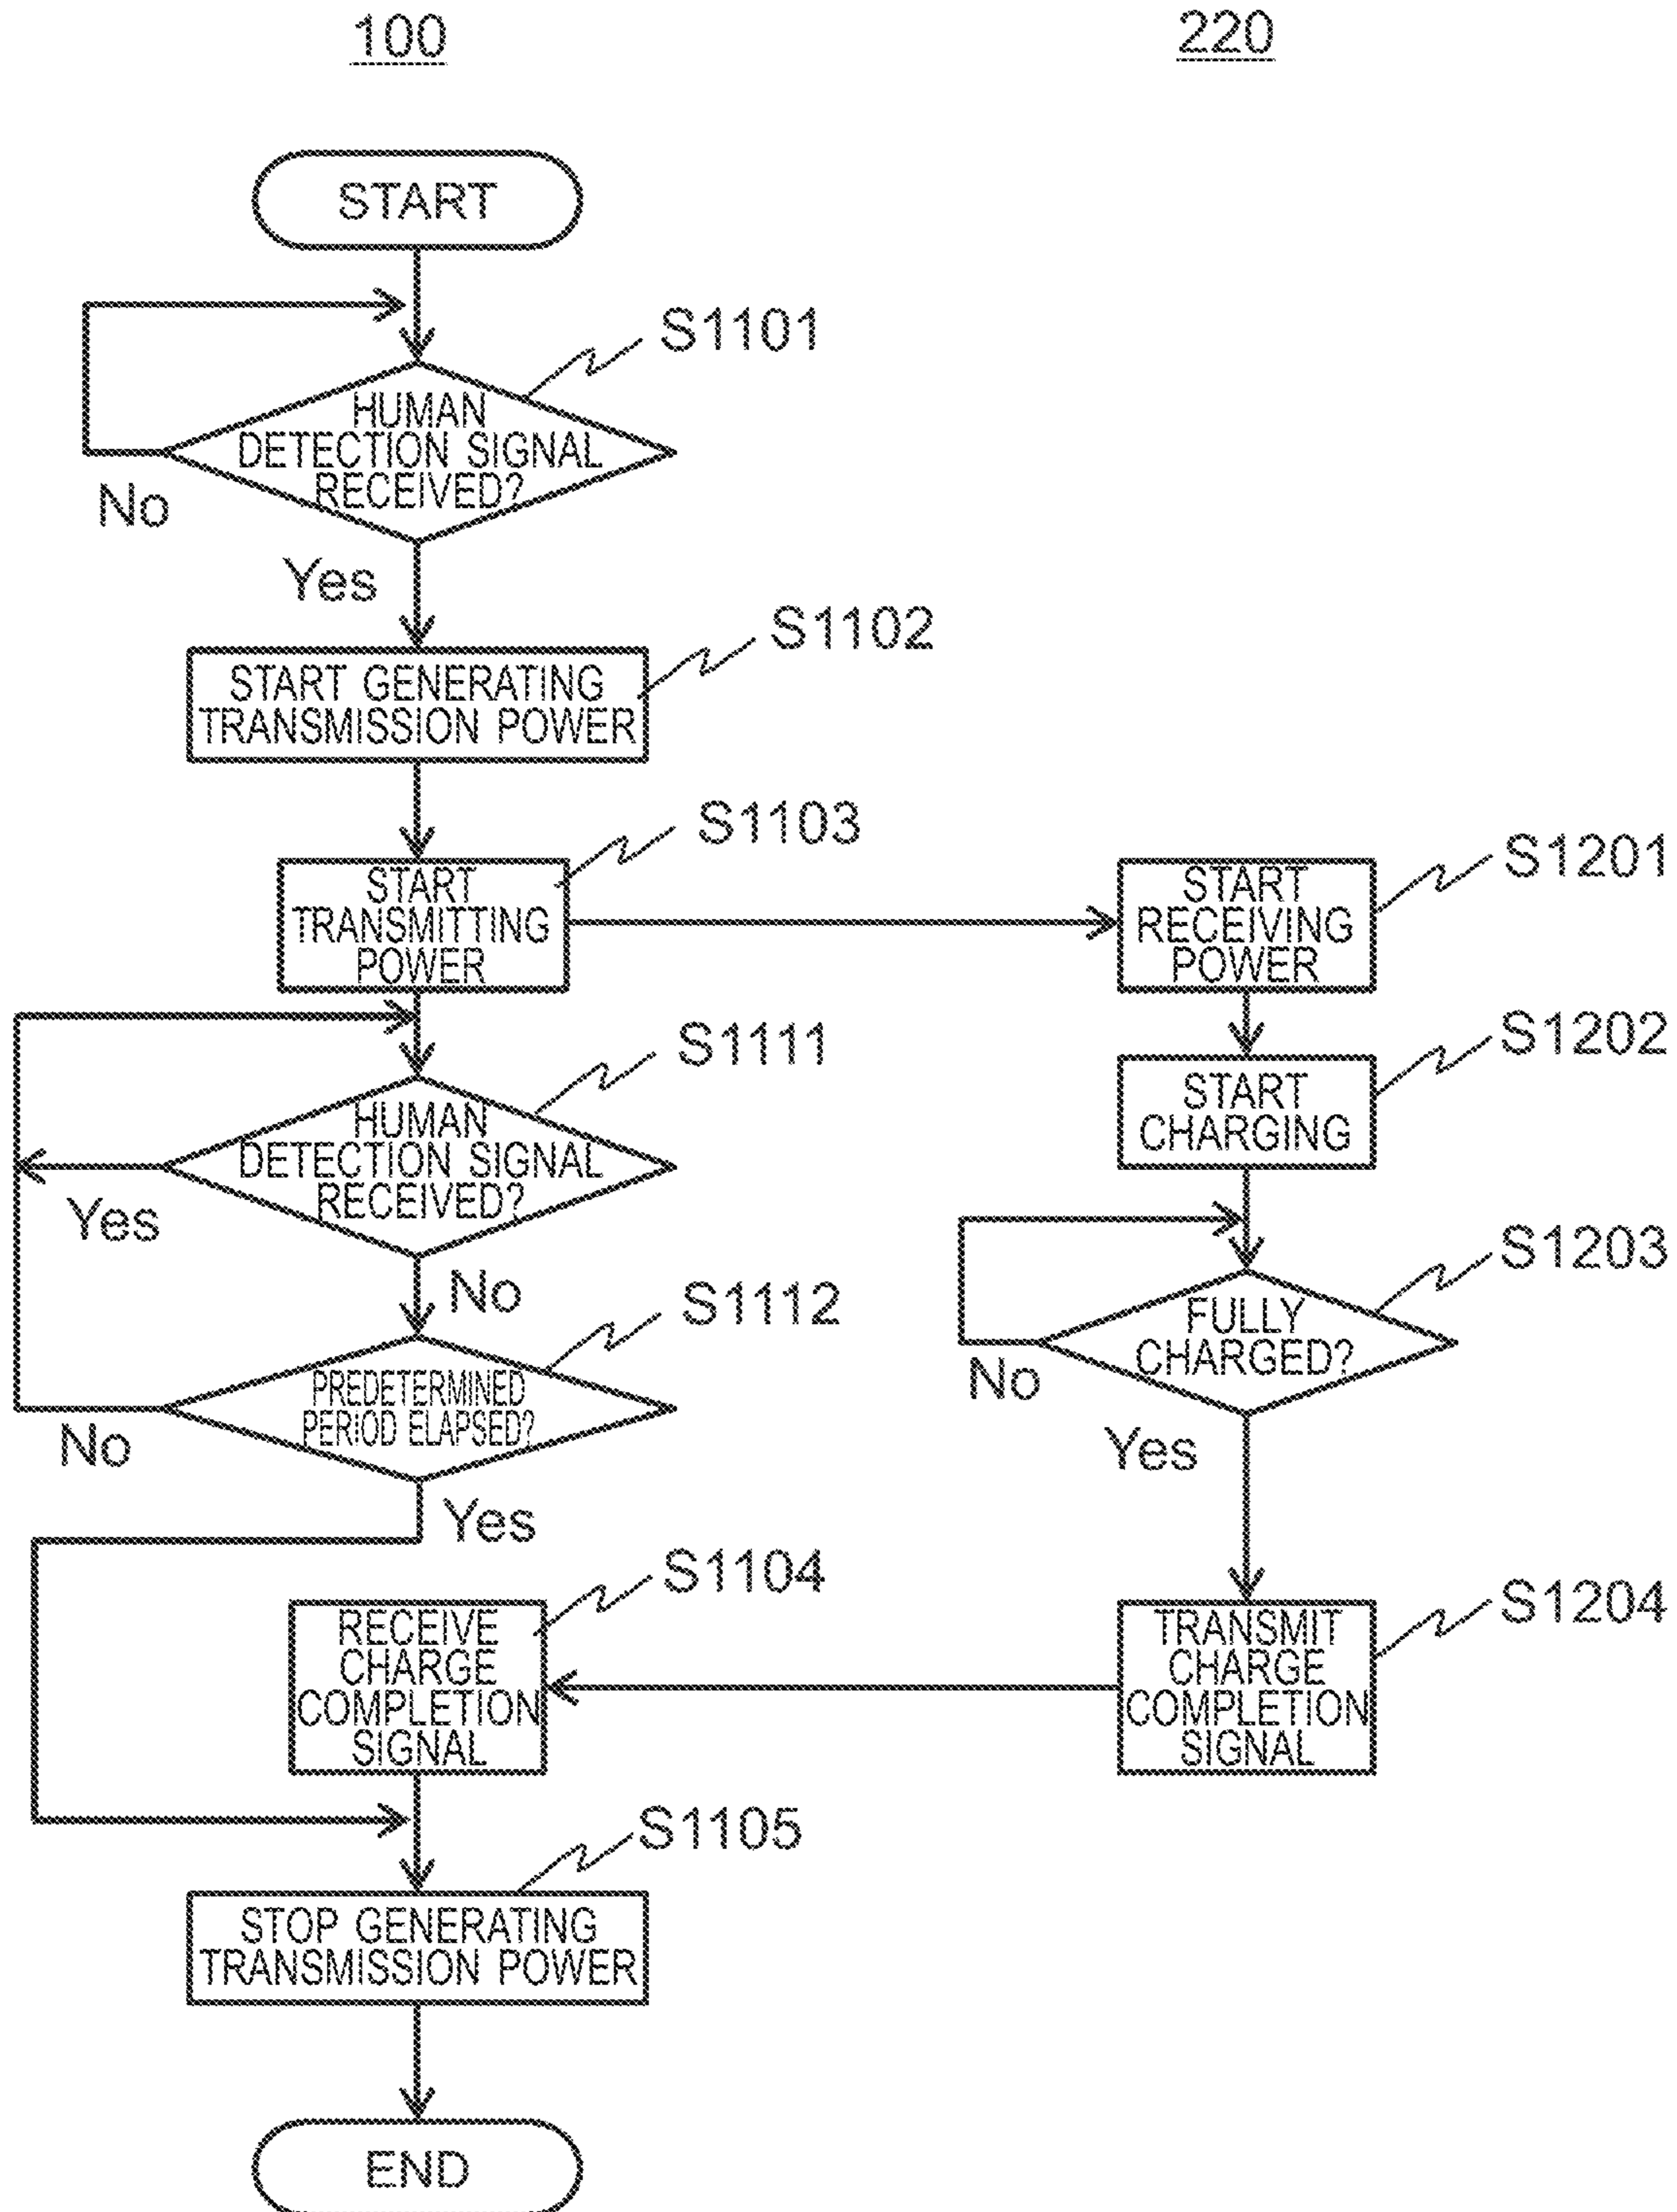 100
220
START
S1101
HUMAN
DETECTION SIGNAL
RECEIVED?
No
Yes
S1102
START GENERATING
TRANSMISSION POWER
S1103
START
TRANSMITTING
POWER
S1201
START
RECEIVING
POWER
S1111
HUMAN
DETECTION SIGNAL
RECEIVED?
Yes
No
S1202
START
CHARGING
S1203
FULLY
CHARGED?
No
Yes
S1112
PREDETERMINED
PERIOD ELAPSED?
No
Yes
S1104
RECEIVE
CHARGE
COMPLETION
SIGNAL
S1204
TRANSMIT
CHARGE
COMPLETION
SIGNAL
S1105
STOP GENERATING
TRANSMISSION POWER
END